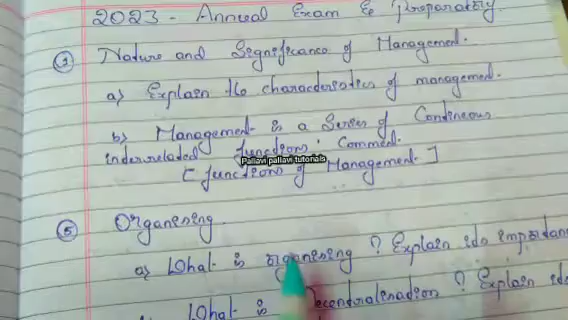 2023 - Annual Exam & Preparatory.
① Nature and Significance of Management.
a) Explain the characteristics of management.
b) Management is a Series of Contineous
interrelated functions. Comment.
Pallavi pallavi tutorials
[ functions of Management. ]
⑤ Organising
a) What is organising ? Explain its importan
What is Decentralisation ? Explain its